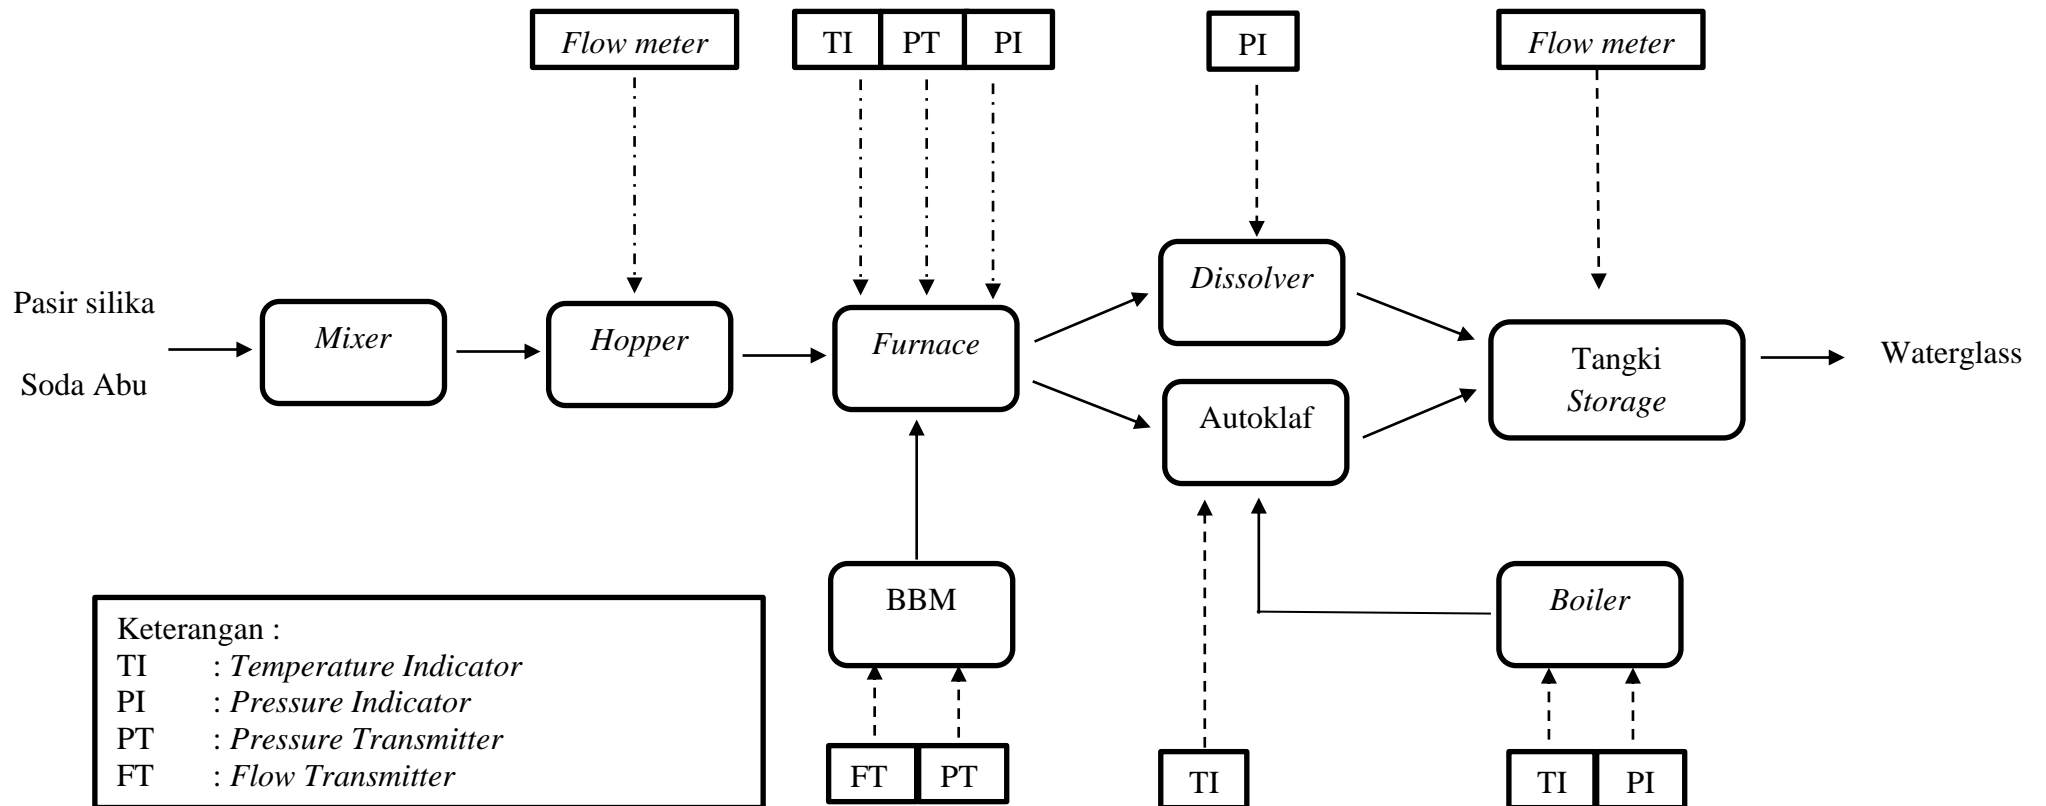 Flow meter
TI
PT
PI
PI
Flow meter
Pasir silika
Soda Abu
Mixer
Hopper
Furnace
Dissolver
Autoklaf
Tangki
Storage
Waterglass
BBM
Boiler
FT
PT
TI
TI
PI
Keterangan :
TI : Temperature Indicator
PI : Pressure Indicator
PT : Pressure Transmitter
FT : Flow Transmitter